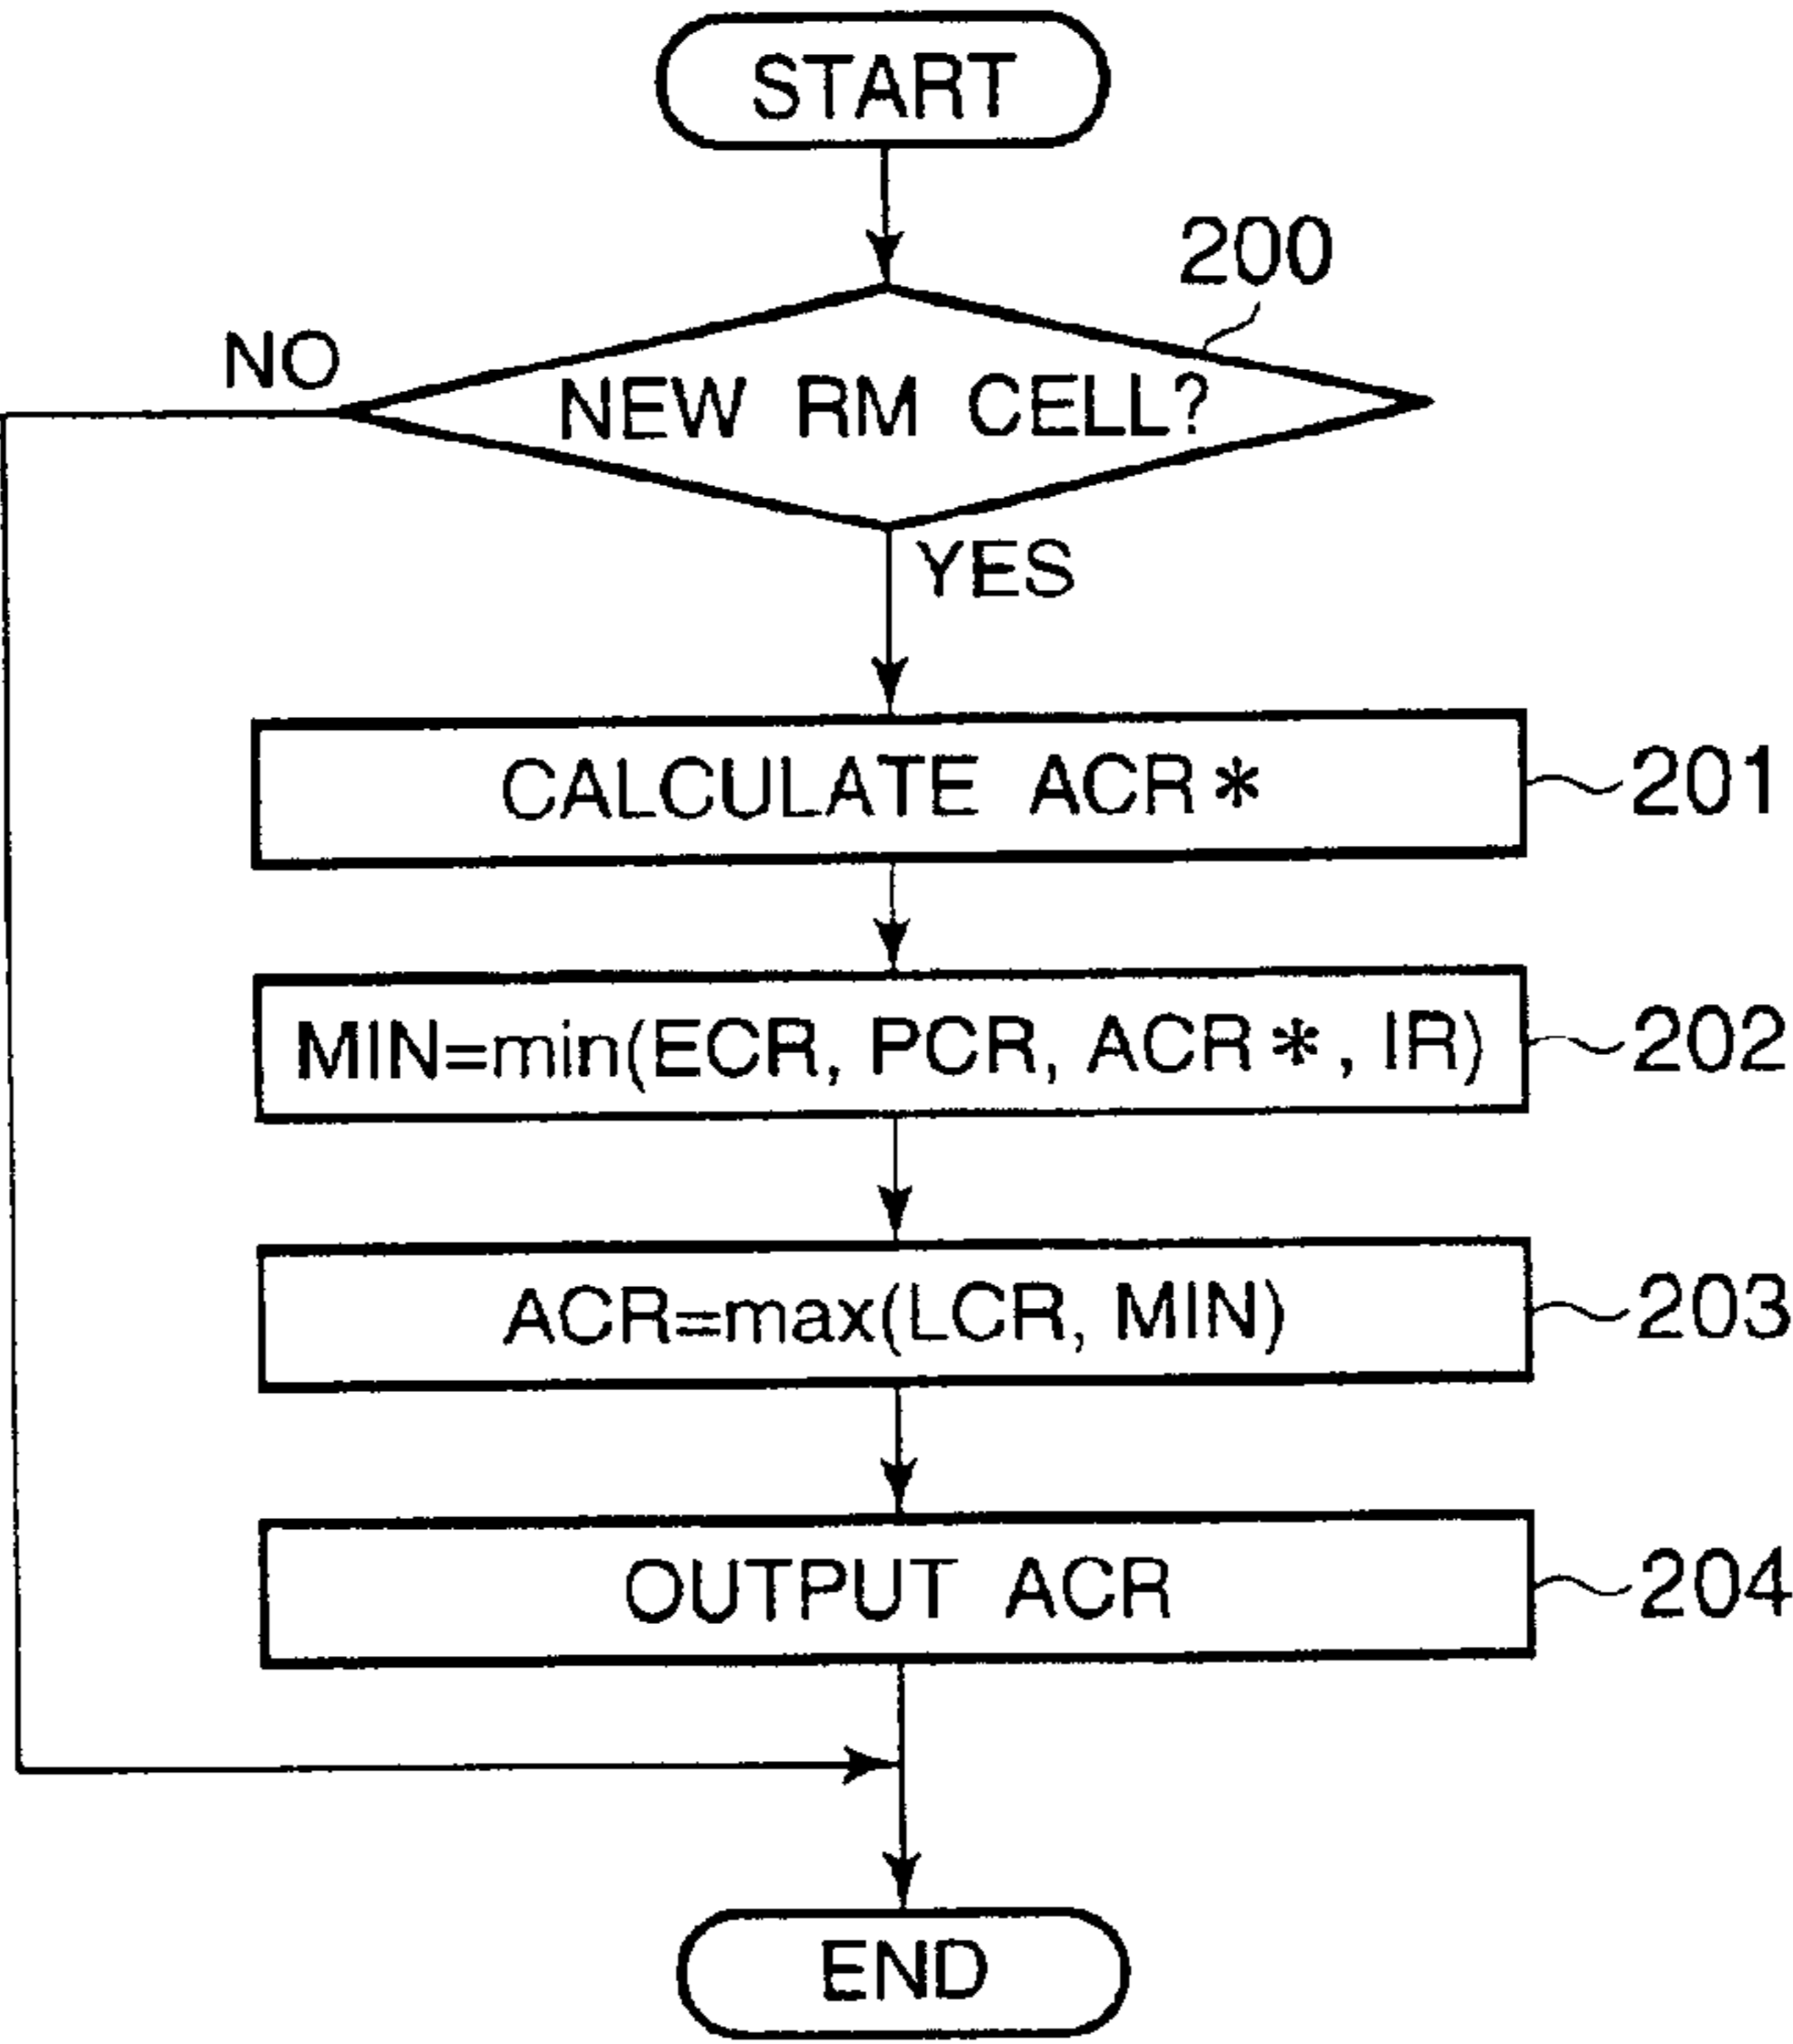 START
200
NO
NEW RM CELL?
YES
CALCULATE ACR* 201
MIN=min(ECR, PCR, ACR*, IR) 202
ACR=max(LCR, MIN) 203
OUTPUT ACR 204
END